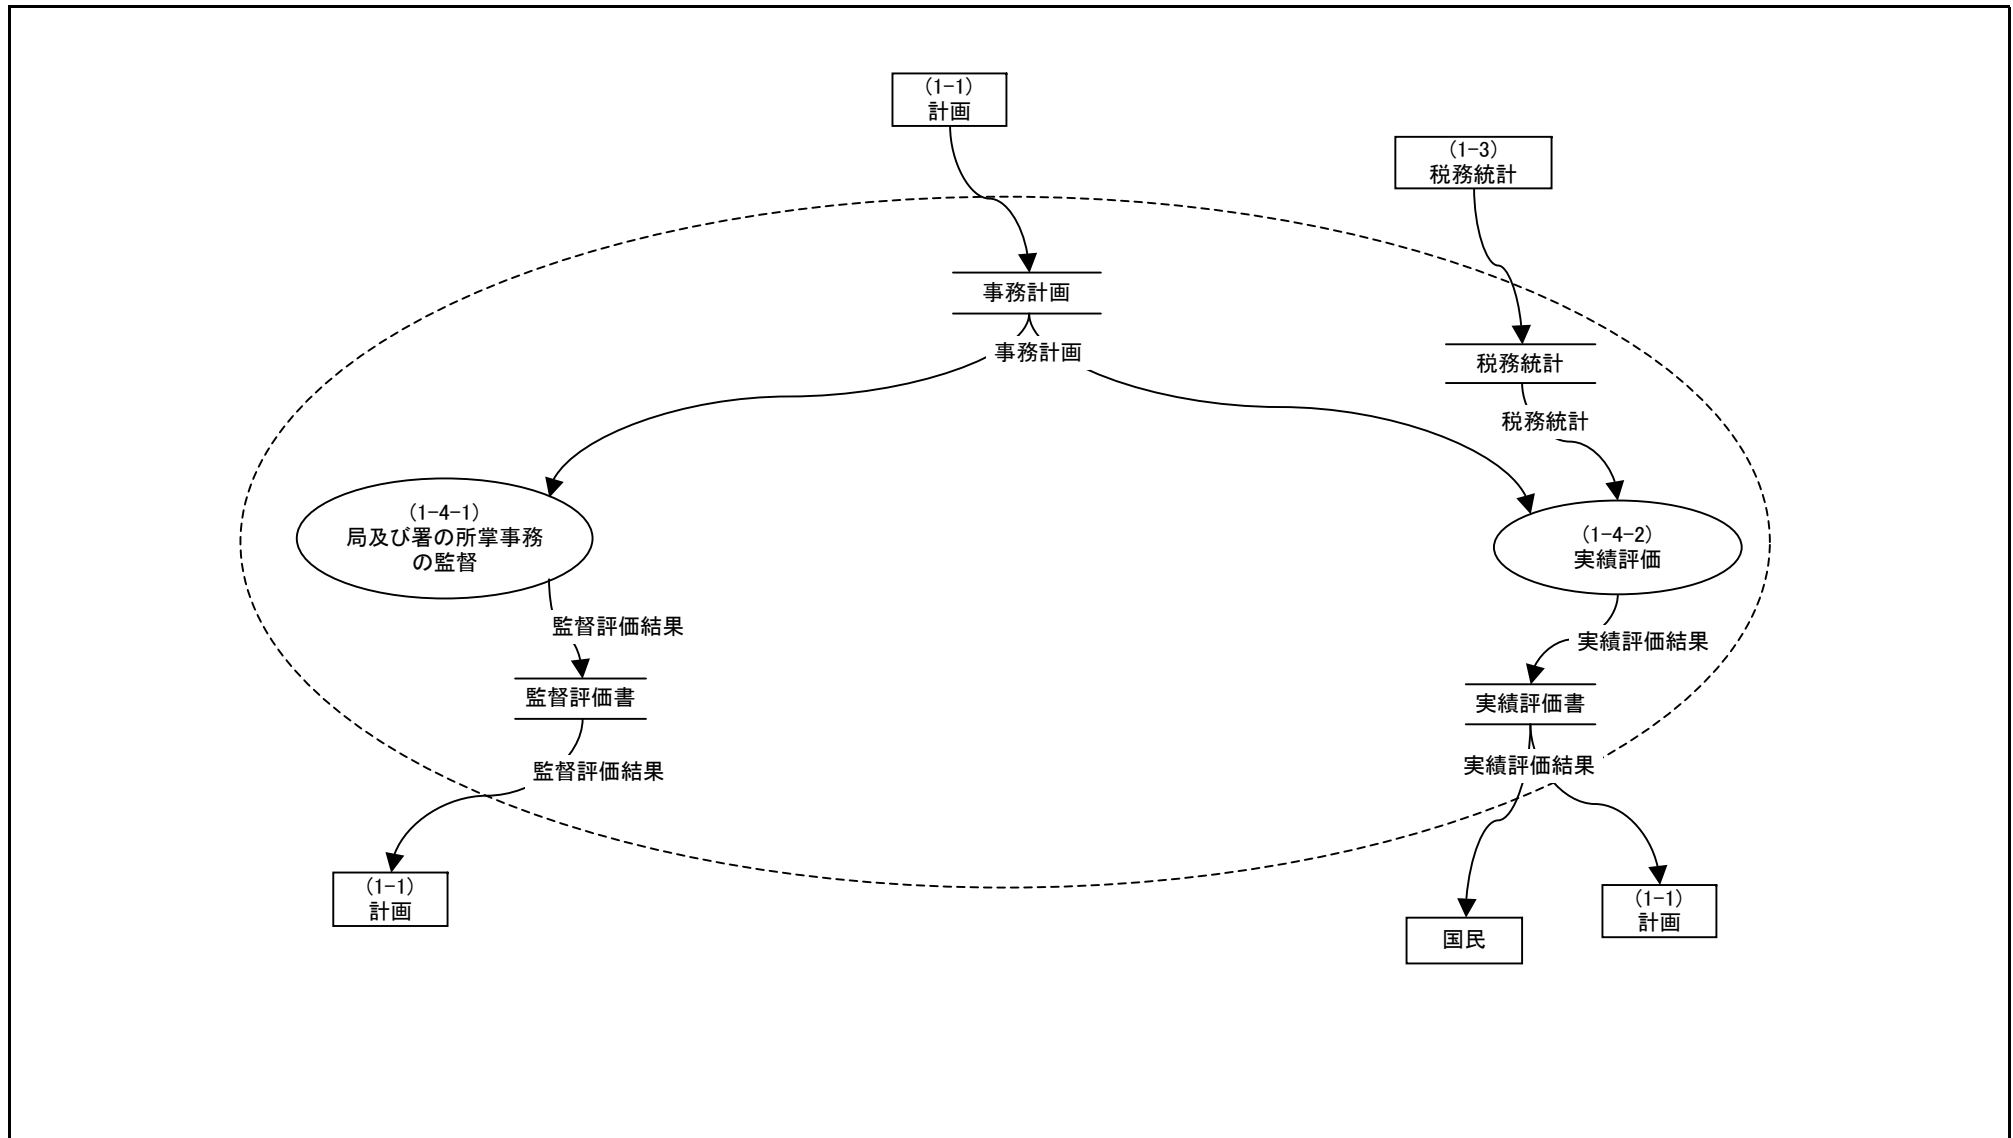 (1-1)
計画
(1-3)
税務統計
事務計画
事務計画
税務統計
税務統計
(1-4-1)
局及び署の所掌事務
の監督
(1-4-2)
実績評価
監督評価結果
実績評価結果
監督評価書
実績評価書
監督評価結果
実績評価結果
(1-1)
計画
(1-1)
計画
国民